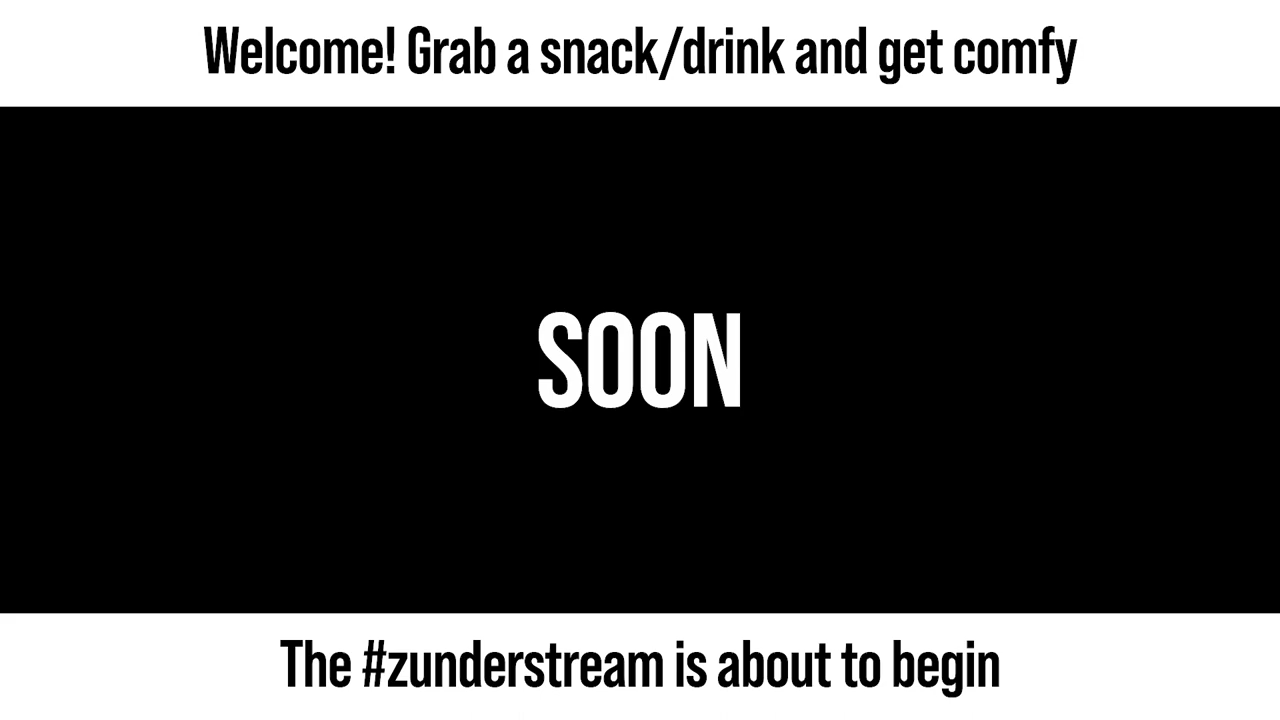 Welcome! Grab a snack/drink and get comfy
SOON
The #zunderstream is about to begin